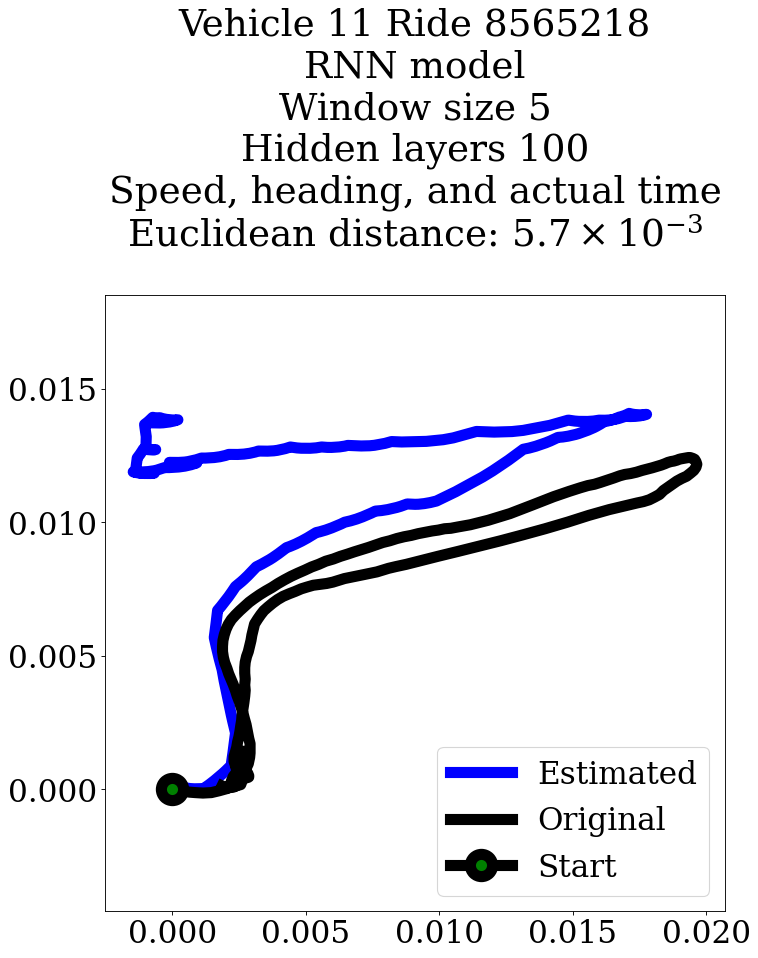 Vehicle 11 Ride 8565218
RNN model
Window size 5
Hidden layers 100
Speed, heading, and actual time
Euclidean distance: 5.7 × 10⁻³
0.015
0.010
0.005
0.000
Estimated
Original
Start
0.000 0.005 0.010 0.015 0.020